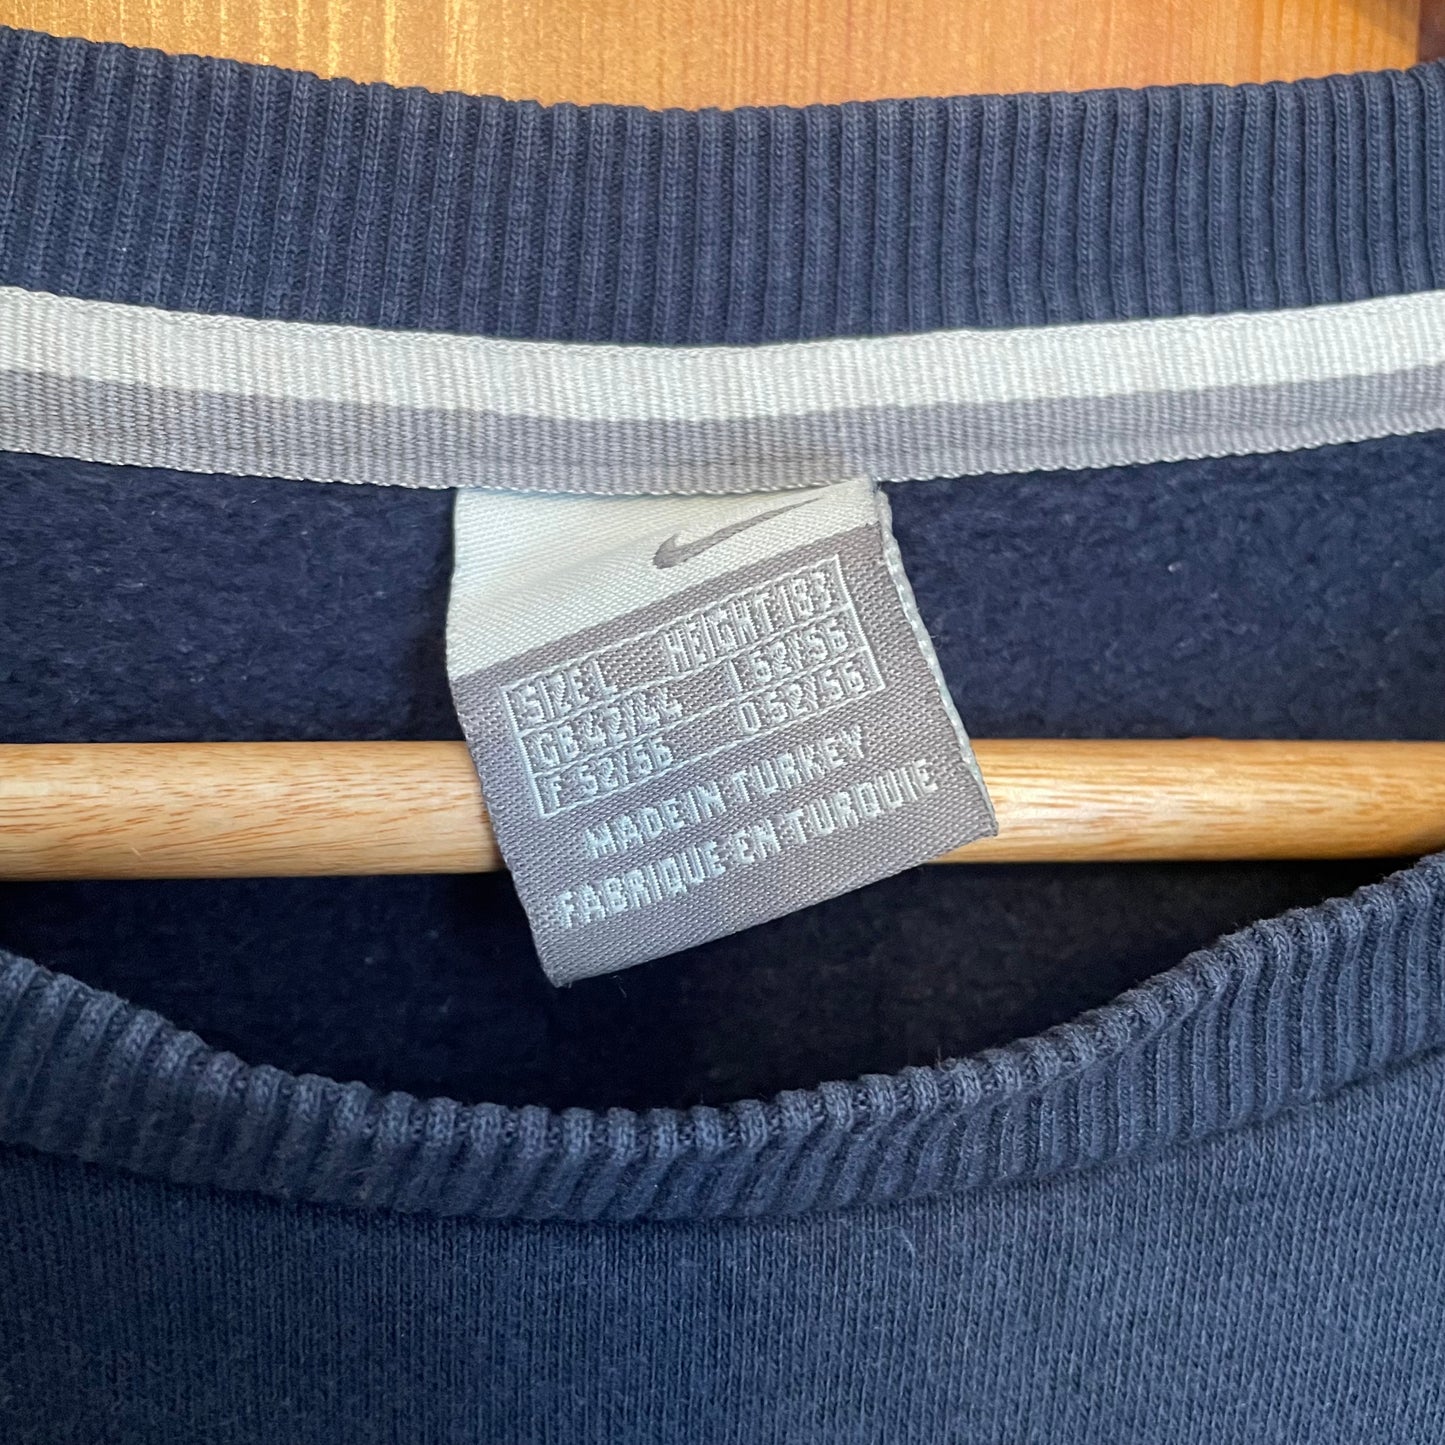 SIZE:L HEIGHT:183
GB 42/44 I 52/56
F 52/56 D 52/56
MADE IN TURKEY
FABRIQUE EN TURQUIE